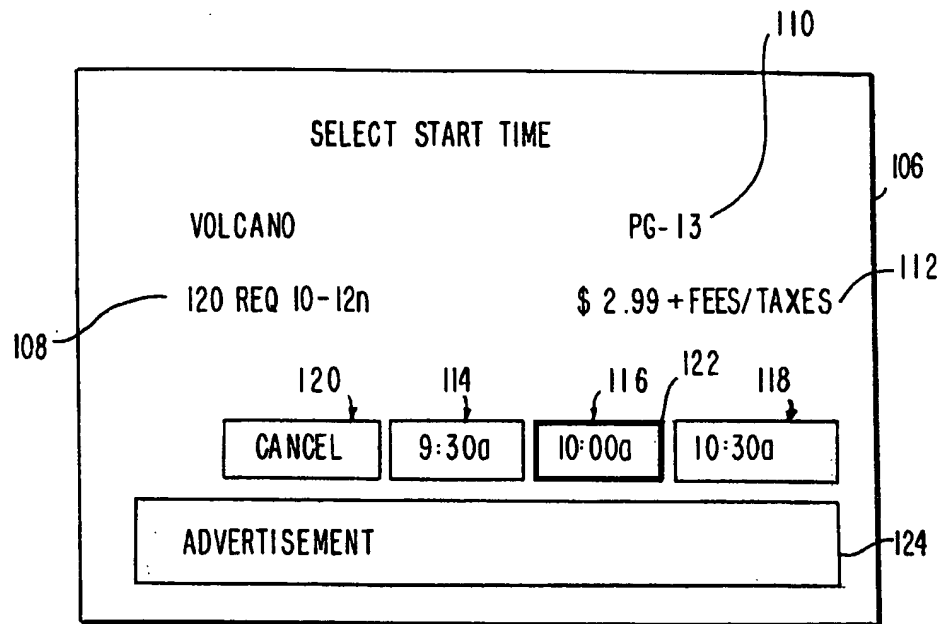 110
SELECT START TIME
106
VOLCANO PG-13
112
120 REQ 10-12n $ 2.99 + FEES/TAXES
108
120 114 116 122 118
CANCEL 9:30a 10:00a 10:30a
ADVERTISEMENT
124